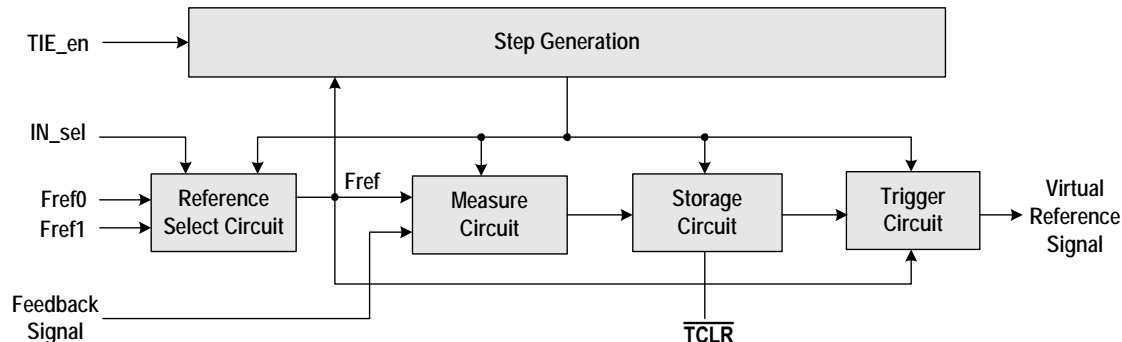 TIE_en
Step Generation
IN_sel
Fref0
Fref1
Reference
Select Circuit
Fref
Measure
Circuit
Storage
Circuit
Trigger
Circuit
Virtual
Reference
Signal
Feedback
Signal
TCLR